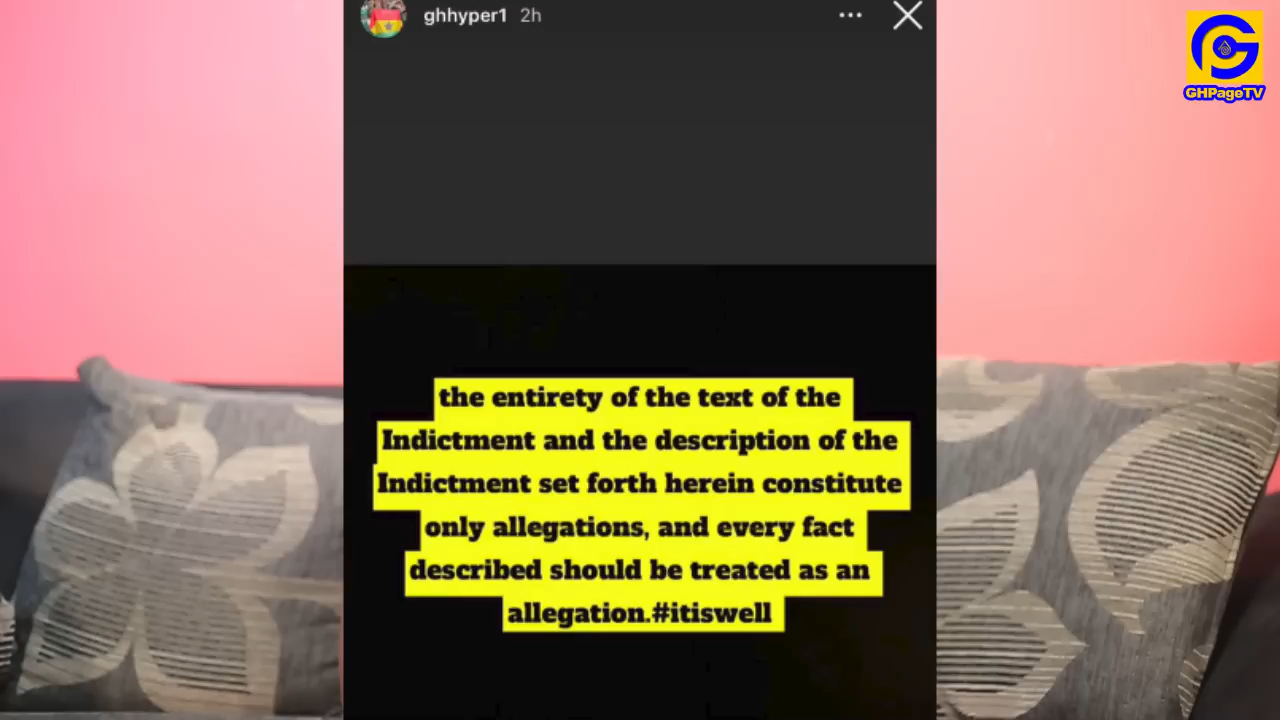 ghhyper1 2h
GHPageTV
the entirety of the text of the
Indictment and the description of the
Indictment set forth herein constitute
only allegations, and every fact
described should be treated as an
allegation.#itiswell